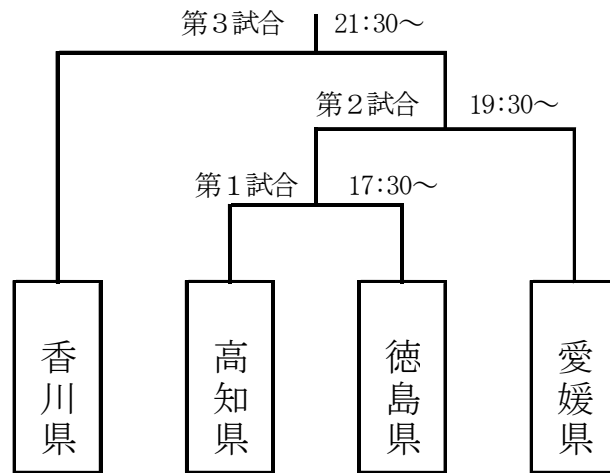 第３試合 21:30～
第２試合 19:30～
第１試合 17:30～
香川県
高知県
徳島県
愛媛県